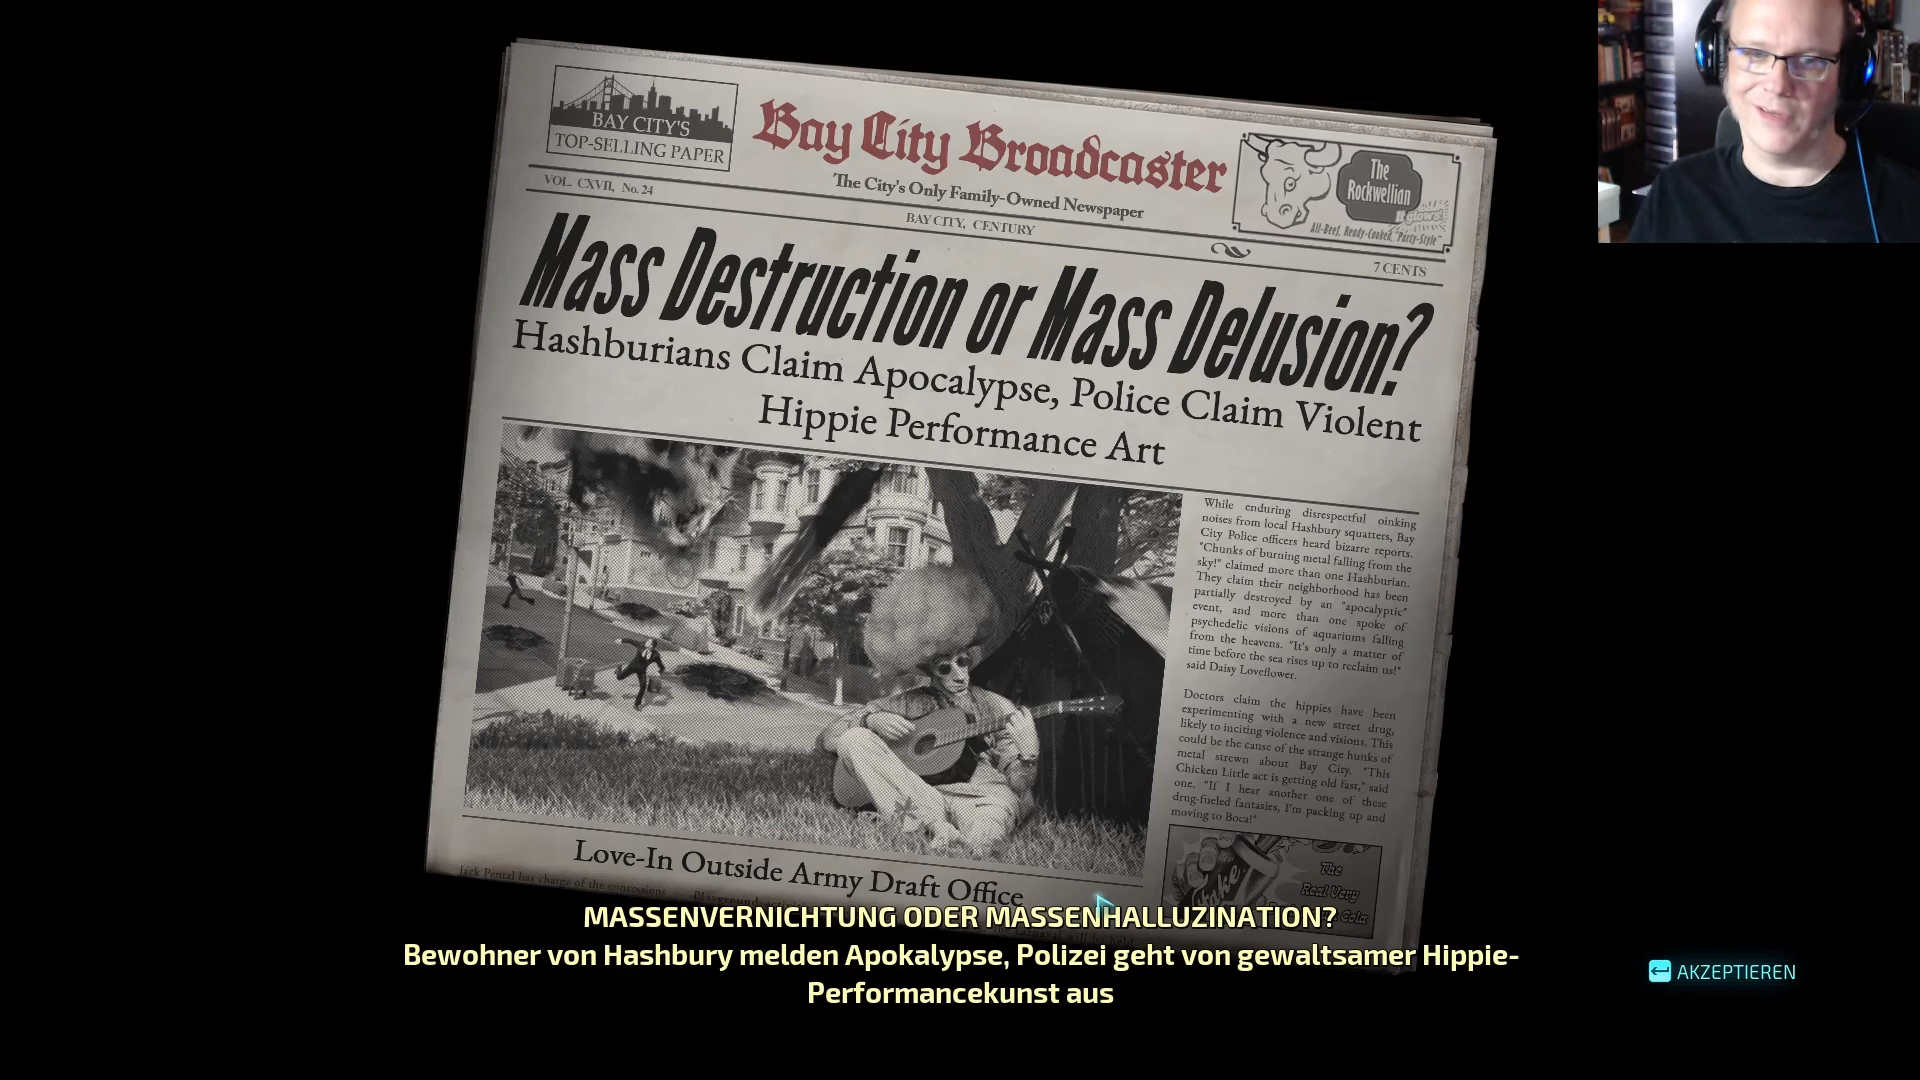 BAY CITY'S
TOP-SELLING PAPER
Bay City Broadcaster
The City's Only Family-Owned Newspaper
The
Rockwellian
It glows!
All-Beef, Ready-Cooked, "Party-Style"
VOL. CXVII, No. 24
BAY CITY, CENTURY
7 CENTS
Mass Destruction or Mass Delusion?
Hashburians Claim Apocalypse, Police Claim Violent
Hippie Performance Art
While enduring disrespectful oinking
noises from local Hashbury squatters, Bay
City Police officers heard bizarre reports.
"Chunks of burning metal falling from the
sky!" claimed more than one Hashburian.
They claim their neighborhood has been
partially destroyed by an "apocalyptic"
event, and more than one spoke of
psychedelic visions of aquariums falling
from the heavens. "It's only a matter of
time before the sea rises up to reclaim us!"
said Daisy Loveflower.
Doctors claim the hippies have been
experimenting with a new street drug,
likely to inciting violence and visions. This
could be the cause of the strange hunks of
metal strewn about Bay City. "This
Chicken Little act is getting old fast," said
one. "If I hear another one of these
drug-fueled fantasies, I'm packing up and
moving to Boca!"
The
Real Very
Cola
Love-In Outside Army Draft Office
Jack Pental has charge of the concessions
MASSENVERNICHTUNG ODER MASSENHALLUZINATION?
Bewohner von Hashbury melden Apokalypse, Polizei geht von gewaltsamer Hippie-
Performancekunst aus
AKZEPTIEREN